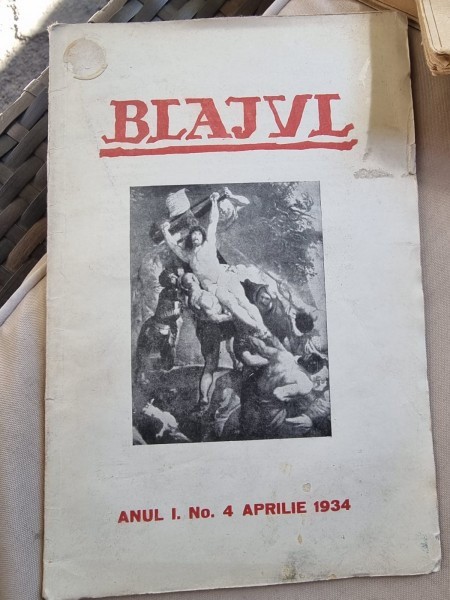 BLAJVL
ANUL I. No. 4 APRILIE 1934